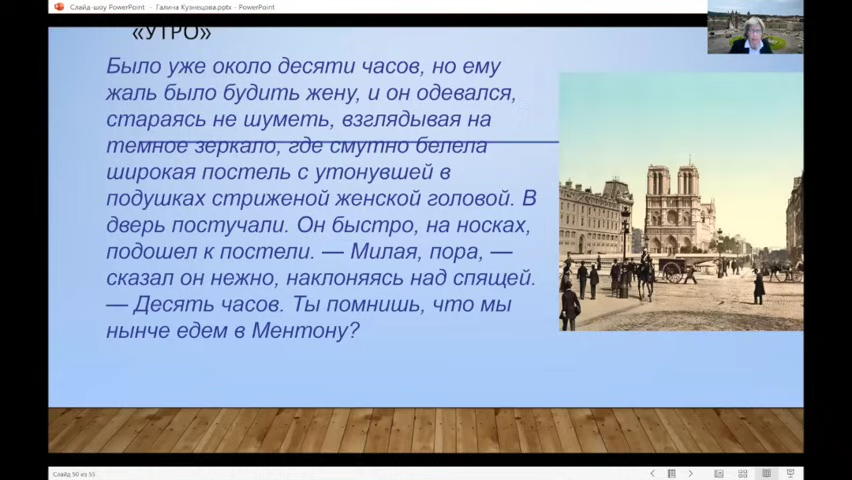 Слайд-шоу PowerPoint - Галина Кузнецова.pptx - PowerPoint
«УТРО»
Было уже около десяти часов, но ему
жаль было будить жену, и он одевался,
стараясь не шуметь, взглядывая на
темное зеркало, где смутно белела
широкая постель с утонувшей в
подушках стриженой женской головой. В
дверь постучали. Он быстро, на носках,
подошел к постели. — Милая, пора, —
сказал он нежно, наклоняясь над спящей.
— Десять часов. Ты помнишь, что мы
нынче едем в Ментону?
Слайд 50 из 55